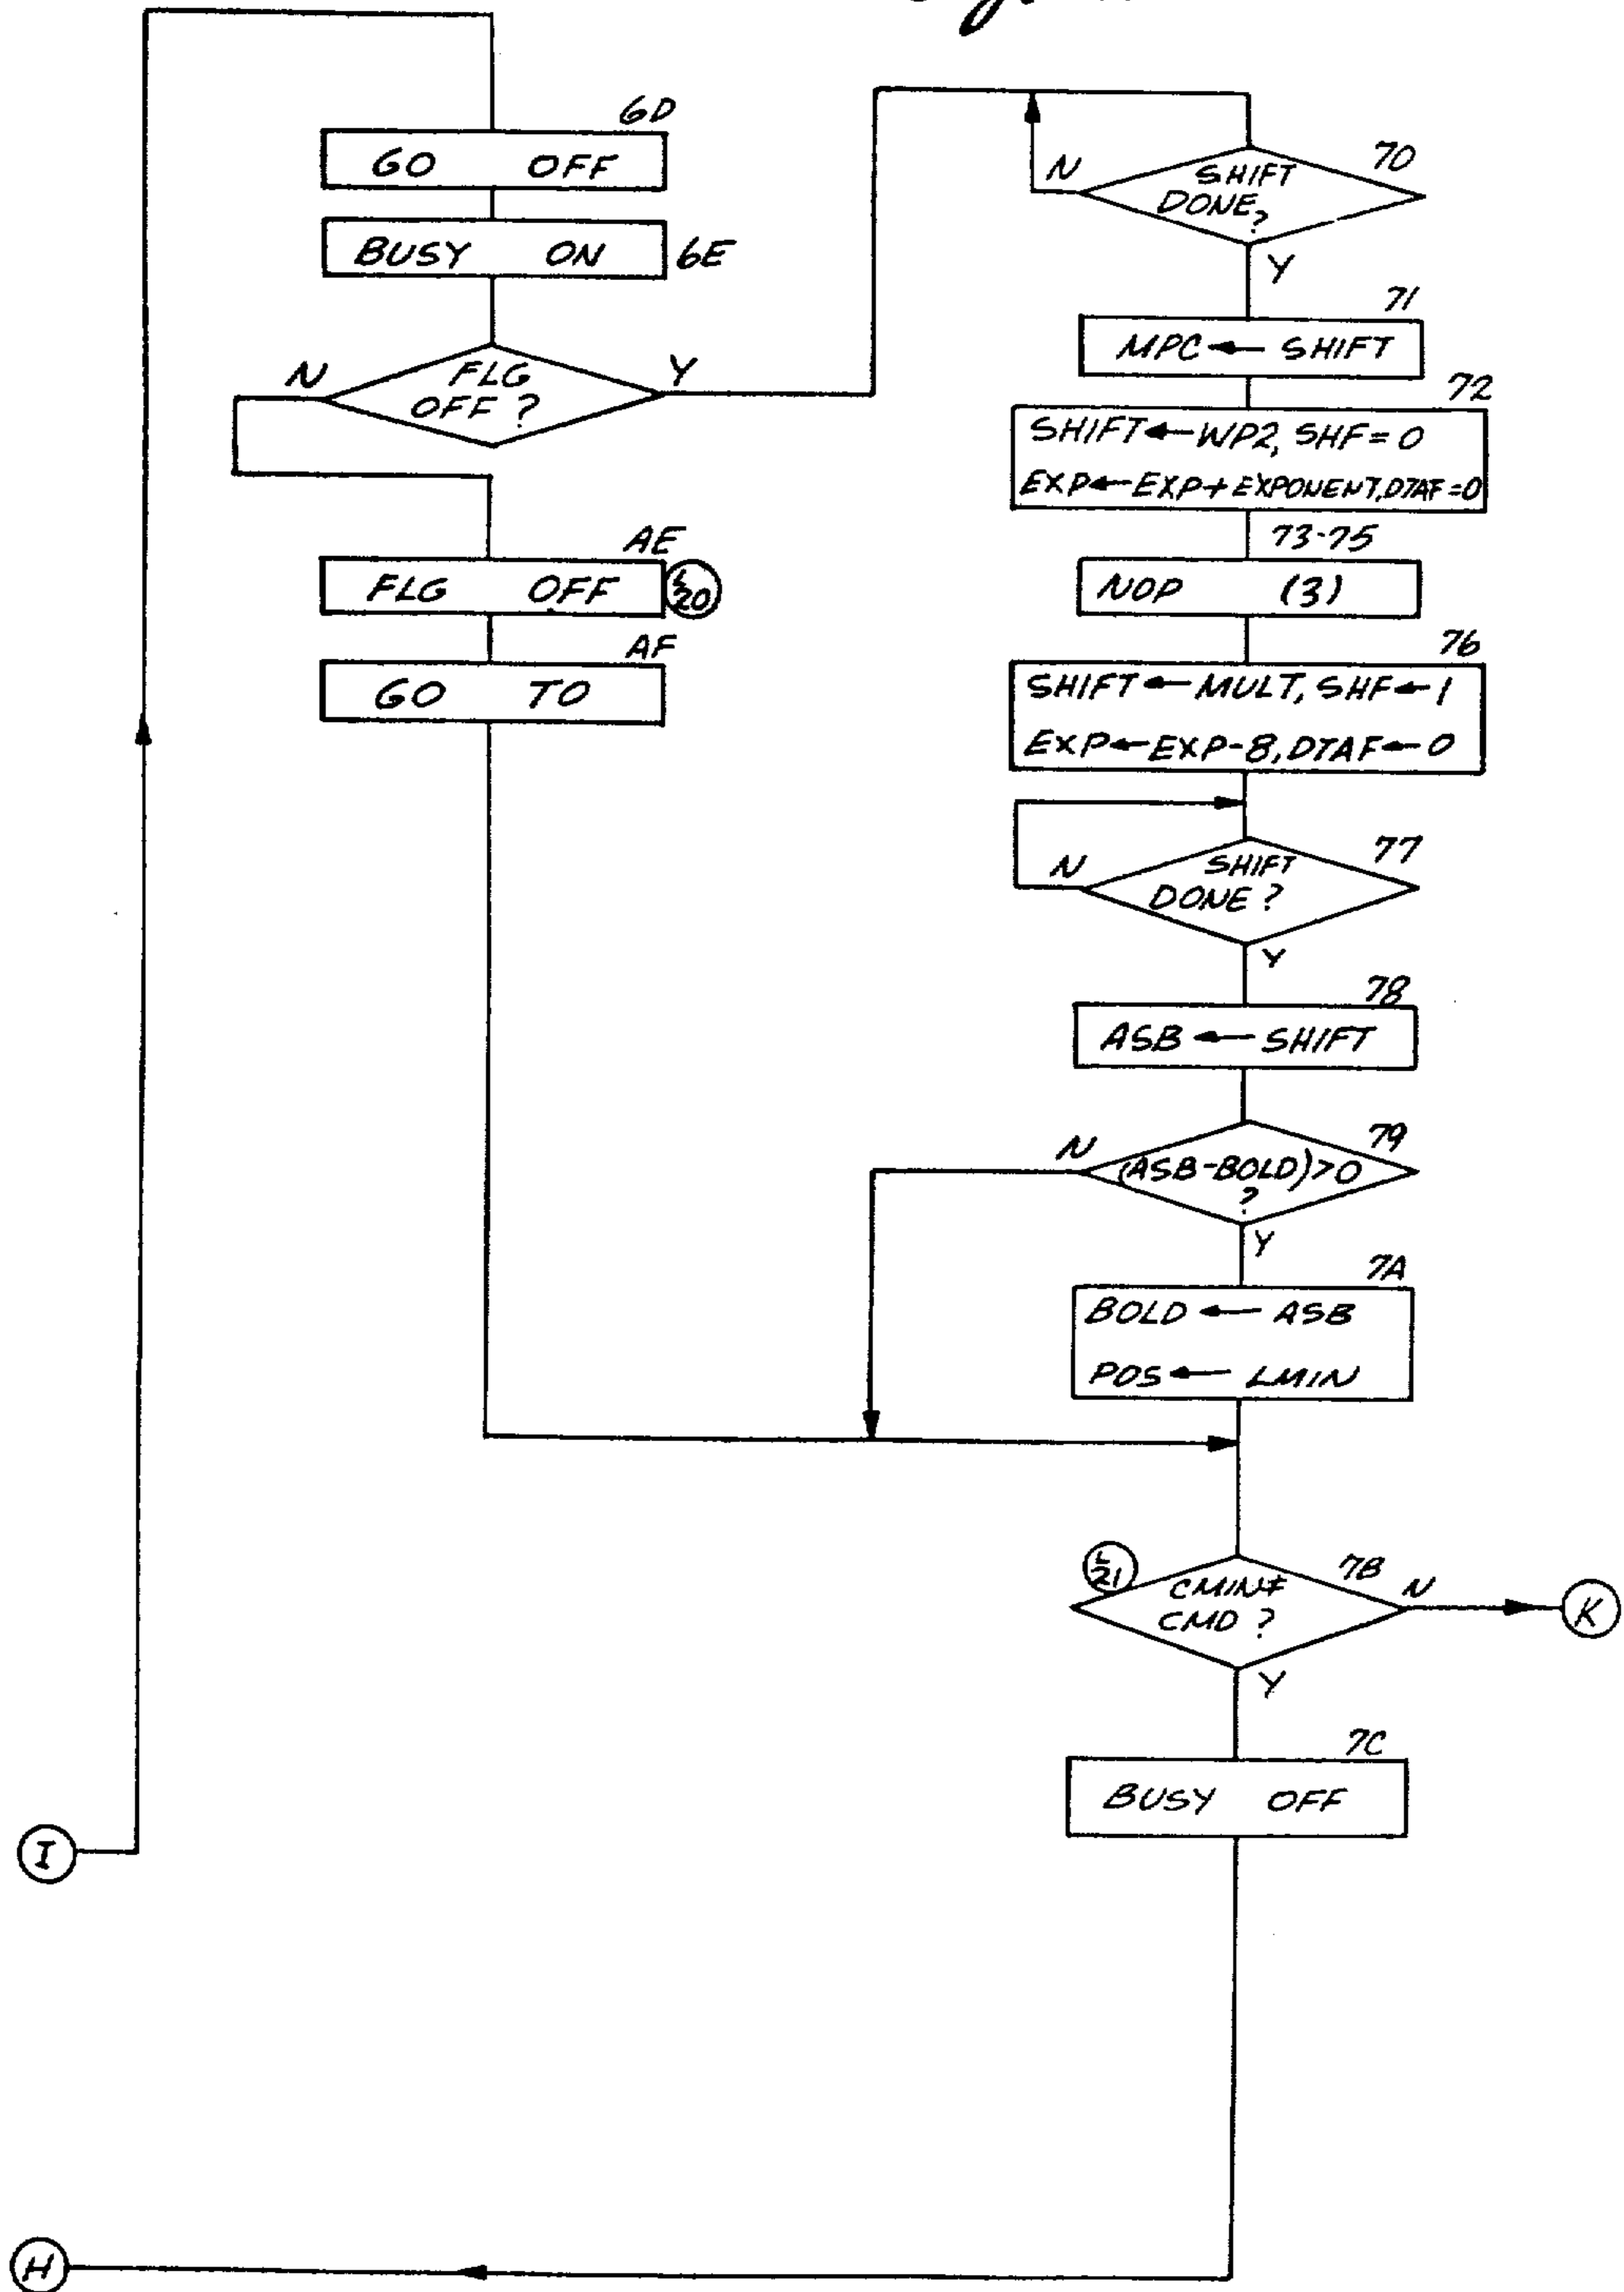 6D
GO OFF
BUSY ON 6E
N FLG Y
OFF ?
AE
FLG OFF
L
20
AF
GO TO
N SHIFT 70
DONE
?
Y
71
MPC ← SHIFT
72
SHIFT ← WP2, SHF = 0
EXP ← EXP + EXPONENT, DTAF = 0
73-75
NOP (3)
76
SHIFT ← MULT, SHF ← 1
EXP ← EXP-8, DTAF ← 0
N SHIFT 77
DONE ?
Y
78
ASB ← SHIFT
N 79
(ASB-BOLD)>0
?
Y
7A
BOLD ← ASB
POS ← LMIN
L
21
CMIN≠ 7B N
CMD ?
K
Y
7C
BUSY OFF
I
H